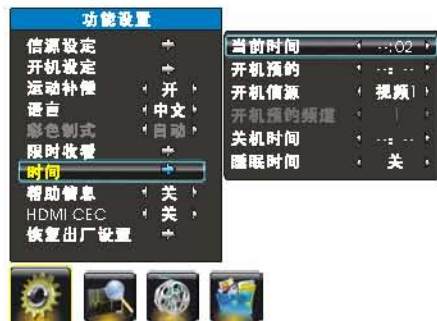 功能设置
信源设定
开机设定
运动补偿 开
语言 中文
彩色制式 自动
限时收看
时间
帮助信息 关
HDMI CEC 关
恢复出厂设置
当前时间 --:02
开机预约 --:--
开机信源 视频1
开机预约频道 1
关机时间 --:--
睡眠时间 关